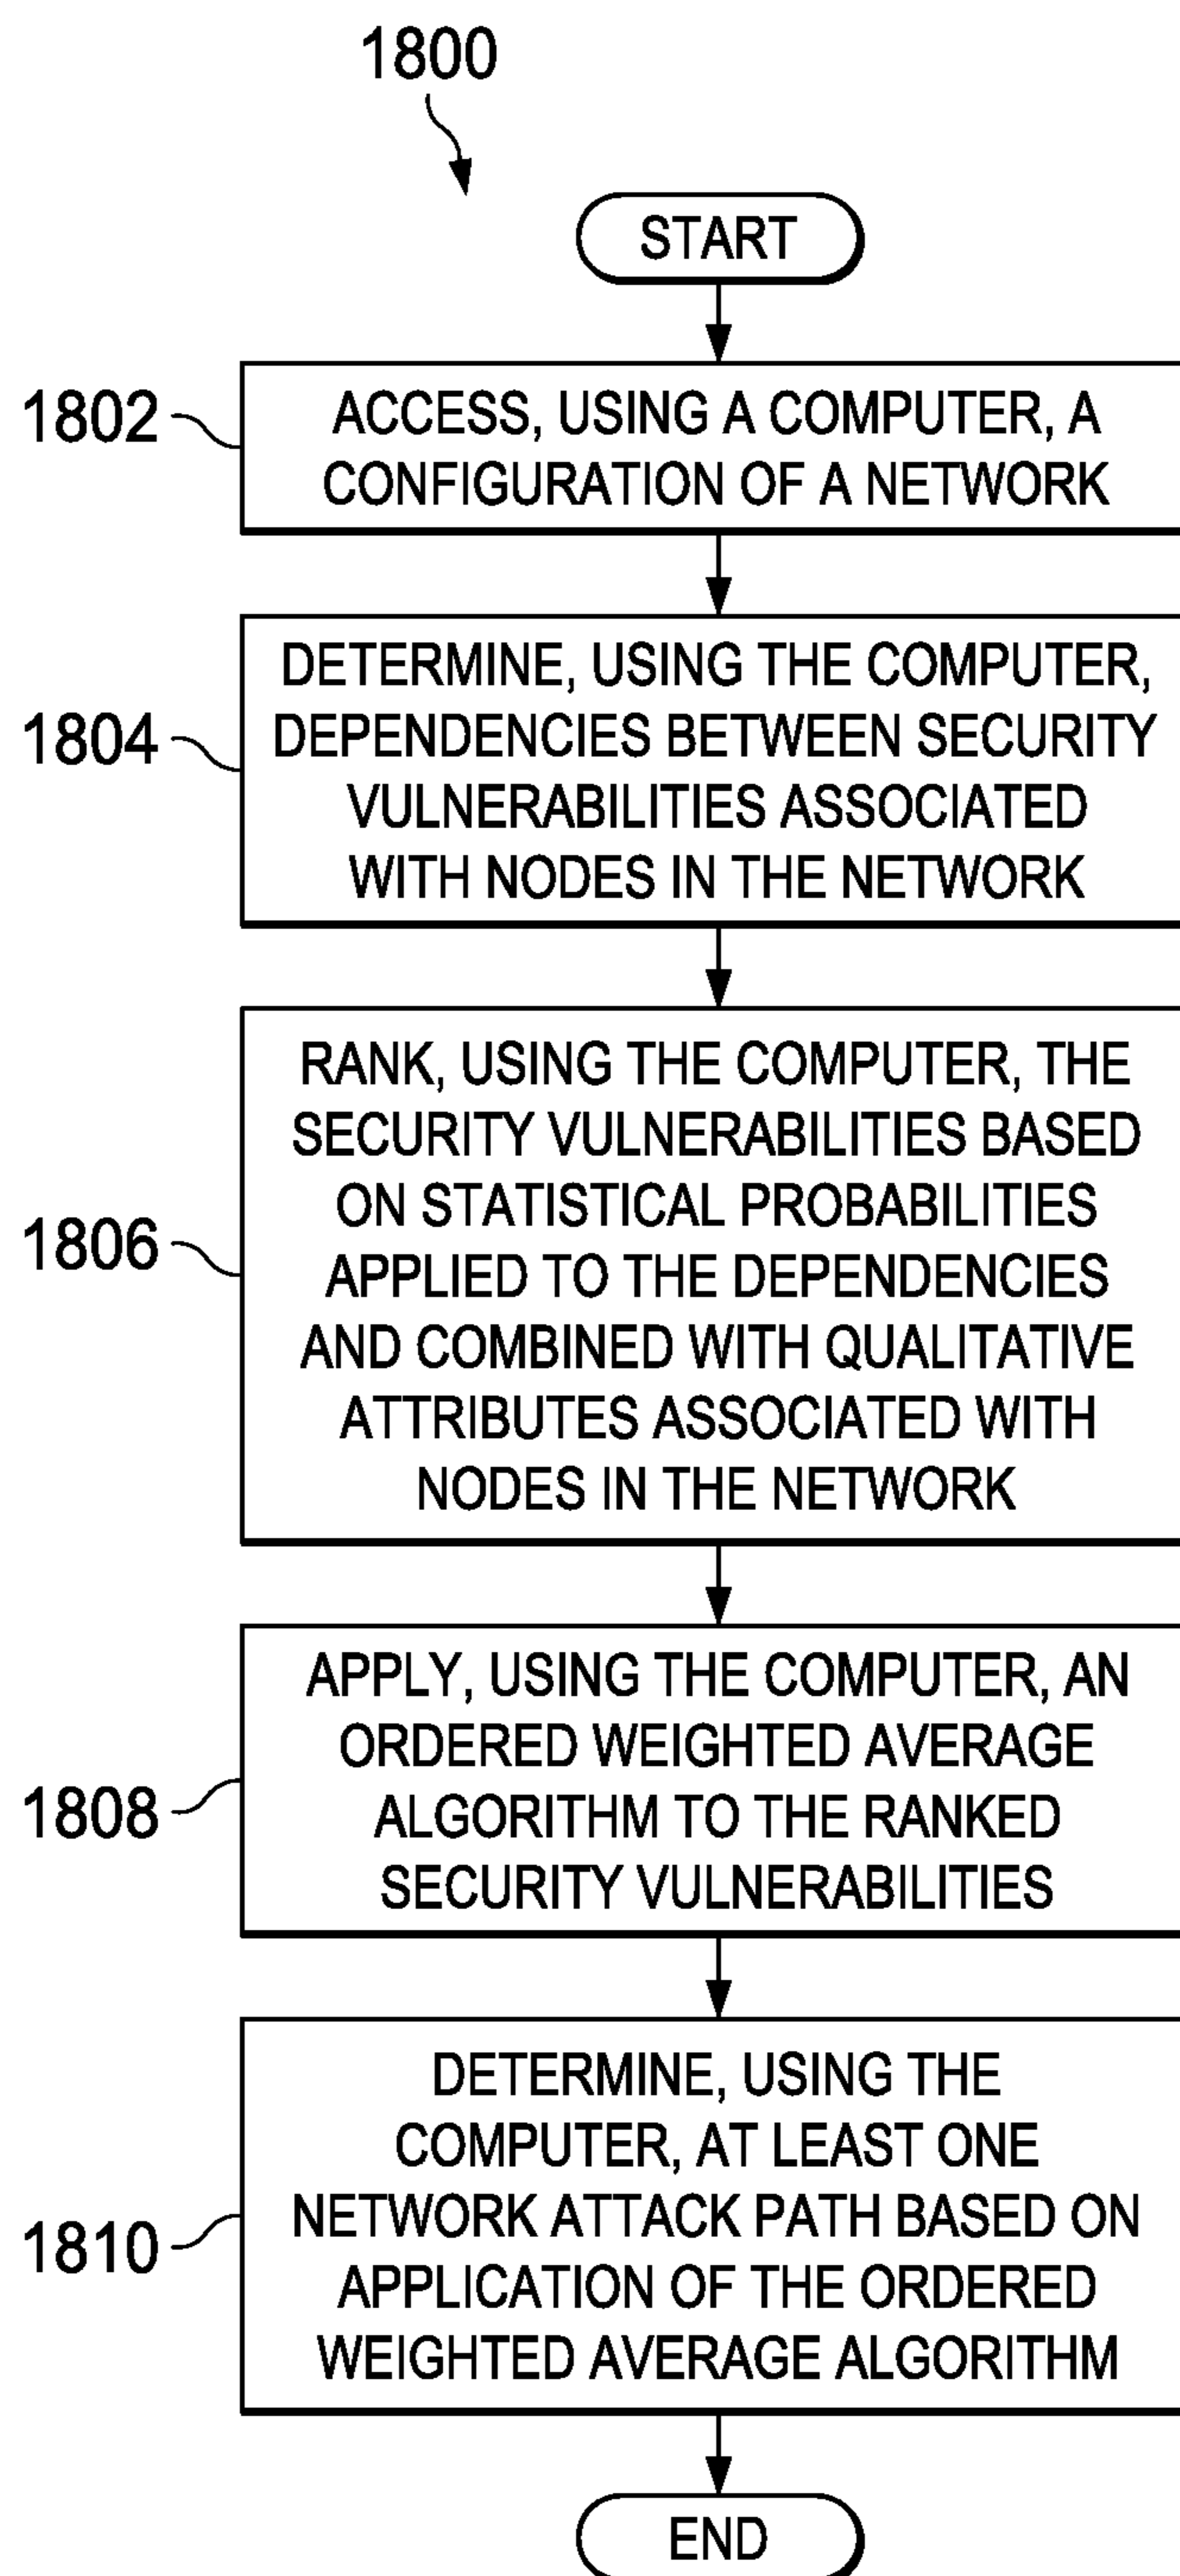 1800
START
1802
ACCESS, USING A COMPUTER, A
CONFIGURATION OF A NETWORK
1804
DETERMINE, USING THE COMPUTER,
DEPENDENCIES BETWEEN SECURITY
VULNERABILITIES ASSOCIATED
WITH NODES IN THE NETWORK
1806
RANK, USING THE COMPUTER, THE
SECURITY VULNERABILITIES BASED
ON STATISTICAL PROBABILITIES
APPLIED TO THE DEPENDENCIES
AND COMBINED WITH QUALITATIVE
ATTRIBUTES ASSOCIATED WITH
NODES IN THE NETWORK
1808
APPLY, USING THE COMPUTER, AN
ORDERED WEIGHTED AVERAGE
ALGORITHM TO THE RANKED
SECURITY VULNERABILITIES
1810
DETERMINE, USING THE
COMPUTER, AT LEAST ONE
NETWORK ATTACK PATH BASED ON
APPLICATION OF THE ORDERED
WEIGHTED AVERAGE ALGORITHM
END